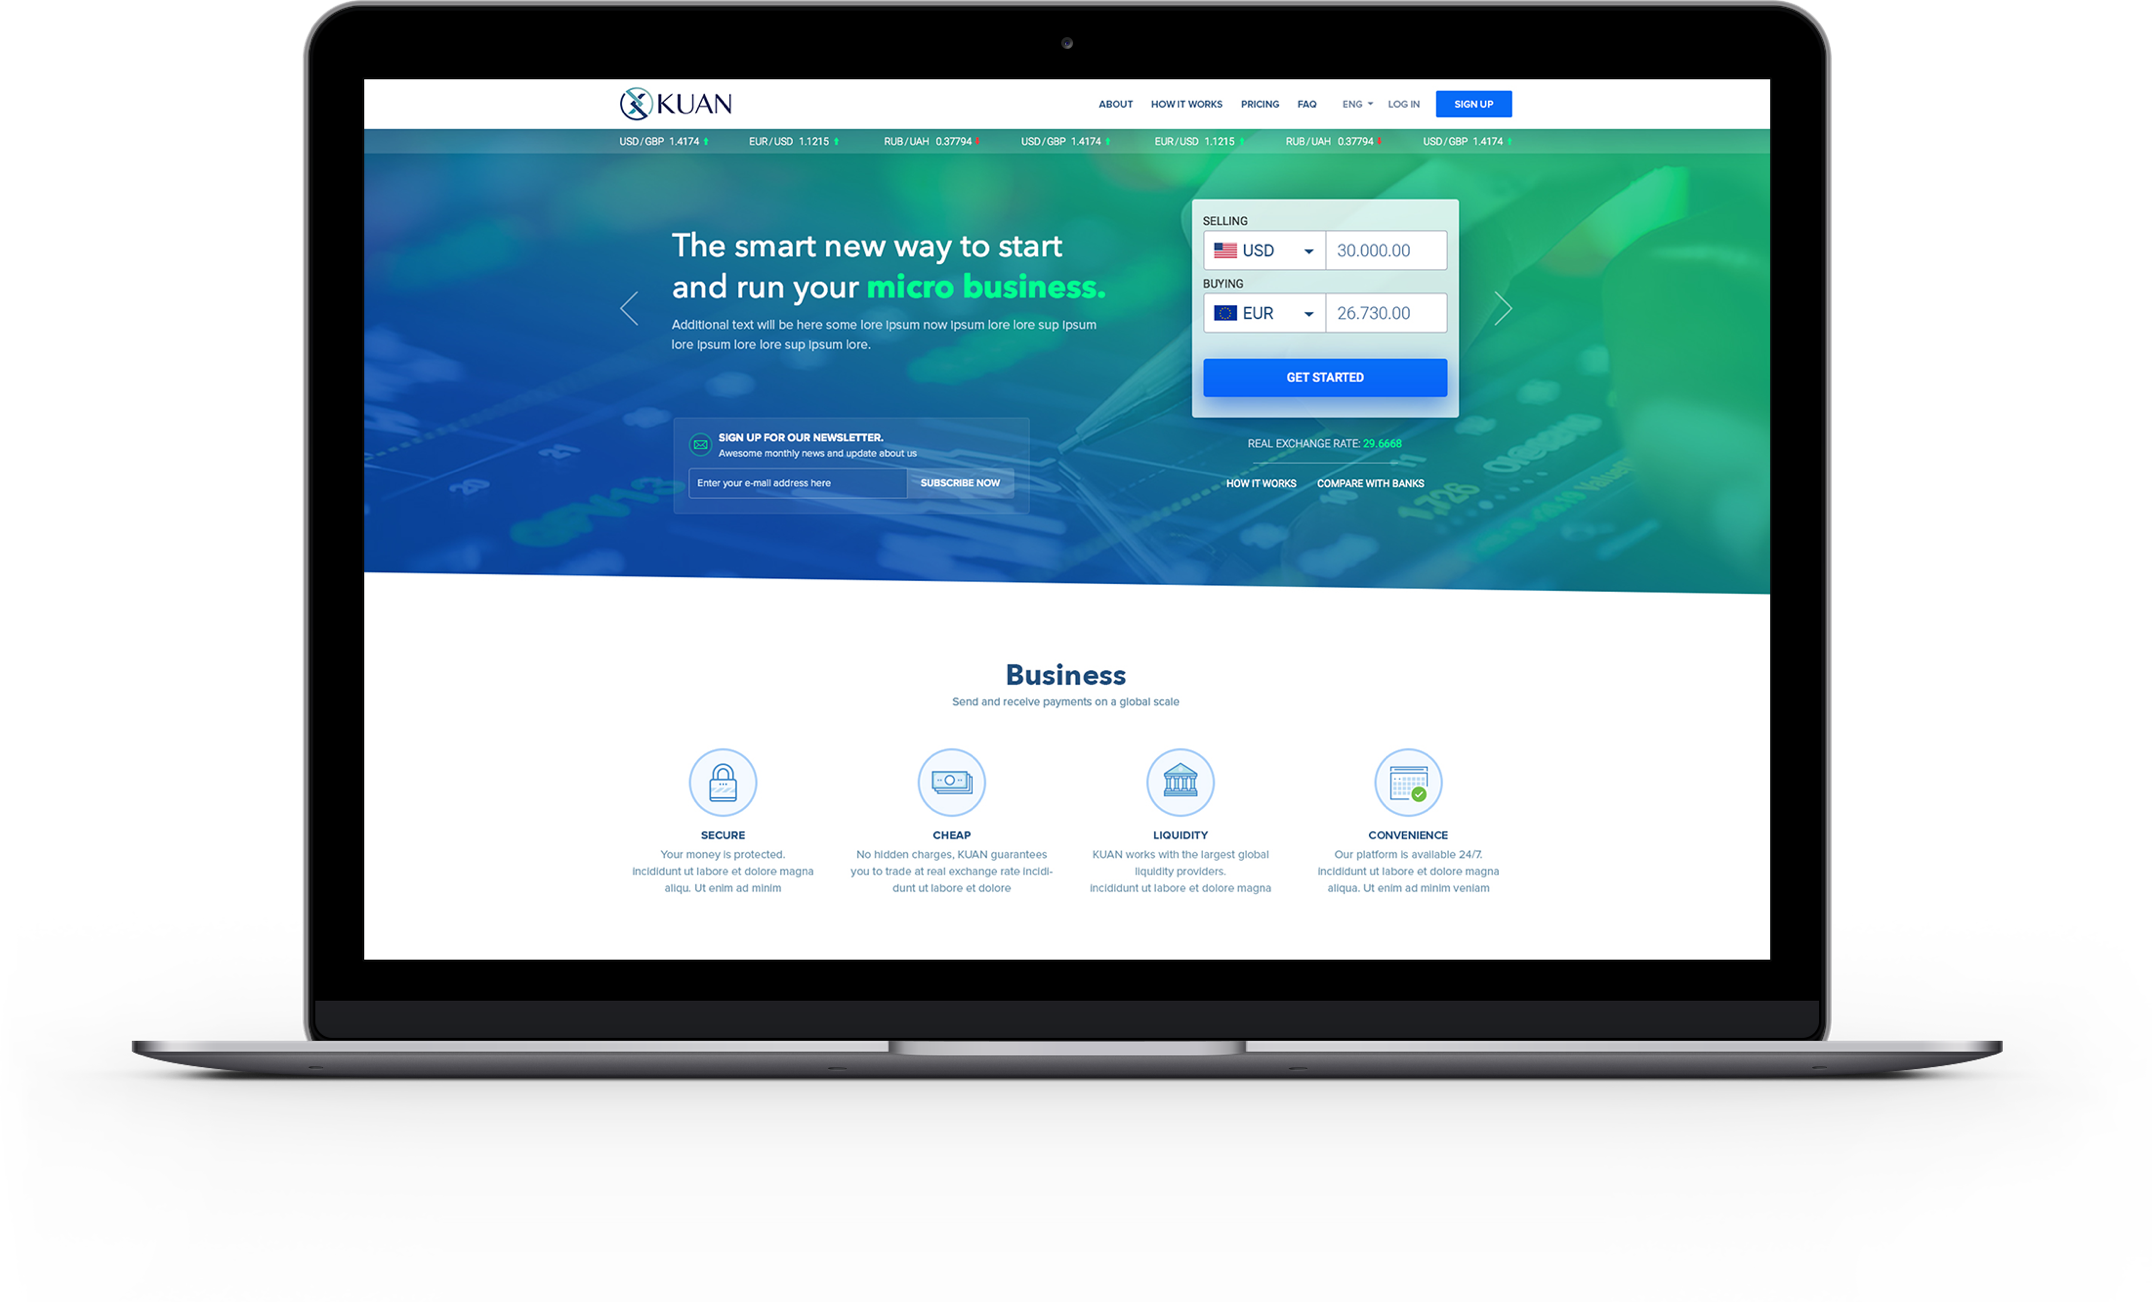 KUAN
ABOUT HOW IT WORKS PRICING FAQ ENG LOG IN SIGN UP
USD/GBP 1.4174 EUR/USD 1.1215 RUB/UAH 0.37794 USD/GBP 1.4174 EUR/USD 1.1215 RUB/UAH 0.37794 USD/GBP 1.4174
The smart new way to start
and run your micro business.
Additional text will be here some lore Ipsum now Ipsum lore lore sup Ipsum
lore Ipsum lore lore sup Ipsum lore.
SIGN UP FOR OUR NEWSLETTER.
Awesome monthly news and update about us
Enter your e-mail address here SUBSCRIBE NOW
SELLING
USD 30.000.00
BUYING
EUR 26.730.00
GET STARTED
REAL EXCHANGE RATE: 29.6668
HOW IT WORKS COMPARE WITH BANKS
1,726
Business
Send and receive payments on a global scale
SECURE
Your money is protected.
incididunt ut labore et dolore magna
aliqu. Ut enim ad minim
CHEAP
No hidden charges, KUAN guarantees
you to trade at real exchange rate incidi-
dunt ut labore et dolore
LIQUIDITY
KUAN works with the largest global
liquidity providers.
incididunt ut labore et dolore magna
CONVENIENCE
Our platform is available 24/7.
incididunt ut labore et dolore magna
aliqua. Ut enim ad minim veniam